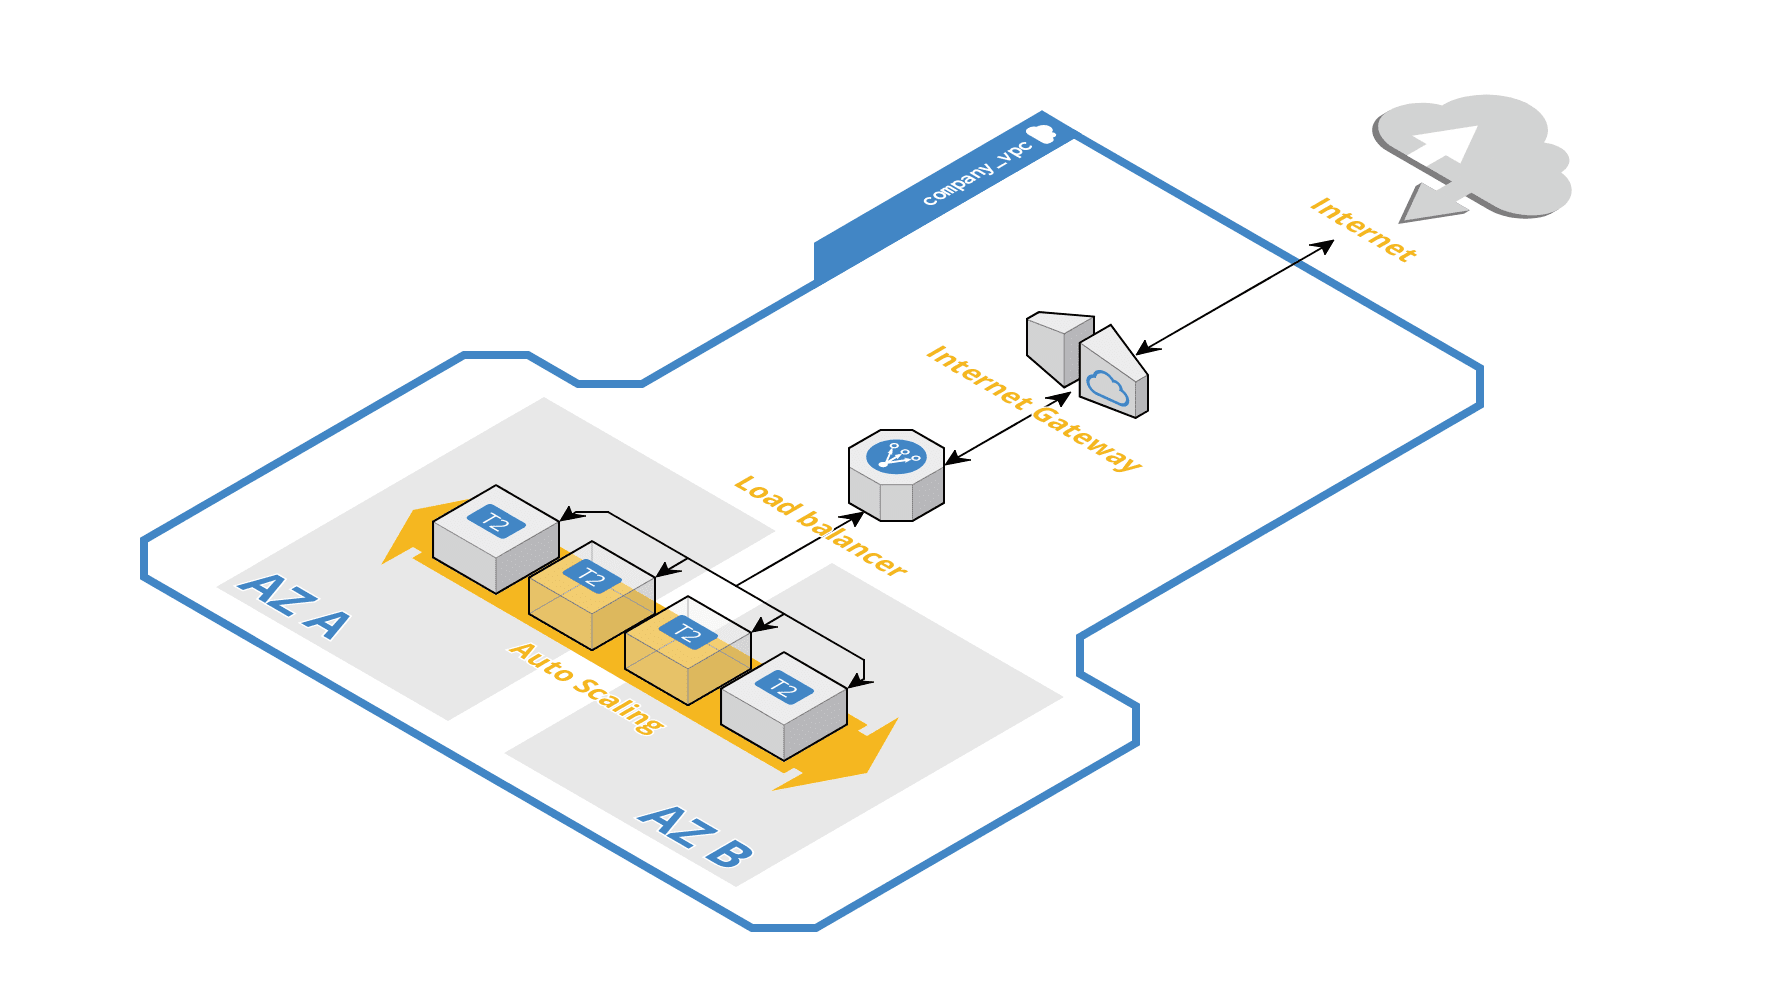 company_vpc
Internet
Internet Gateway
Load balancer
T2
T2
T2
T2
Auto Scaling
AZ A
AZ B